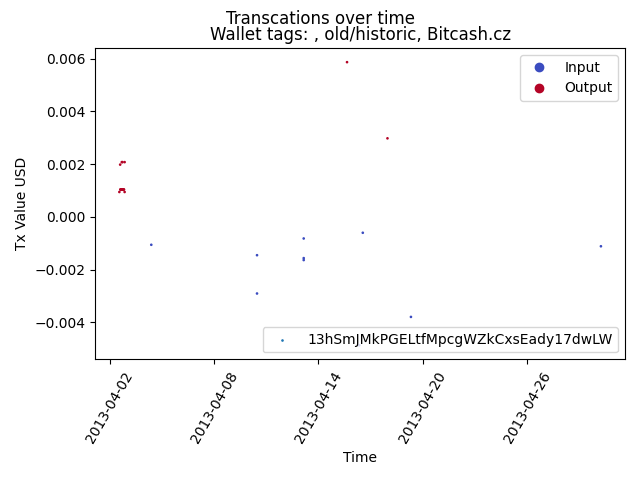 Transcations over time
Wallet tags: , old/historic, Bitcash.cz
0.006
0.004
0.002
0.000
−0.002
−0.004
Tx Value USD
Input
Output
13hSmJMkPGELtfMpcgWZkCxsEady17dwLW
2013-04-02
2013-04-08
2013-04-14
2013-04-20
2013-04-26
Time